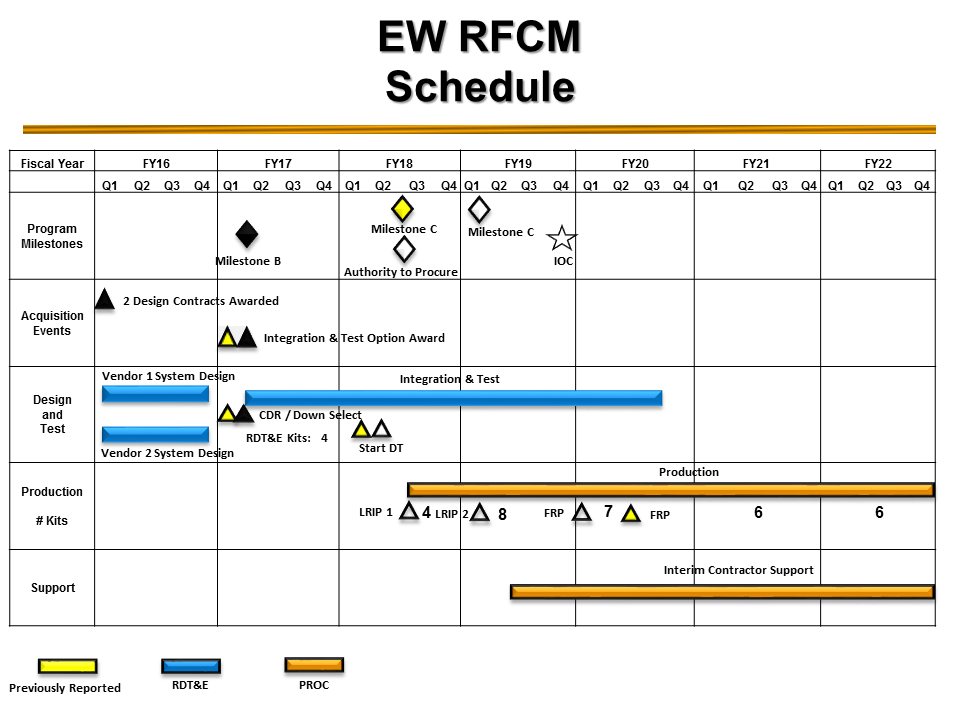 EW RFCM
Schedule
Fiscal Year FY16 FY17 FY18 FY19 FY20 FY21 FY22
Q1 Q2 Q3 Q4 Q1 Q2 Q3 Q4 Q1 Q2 Q3 Q4 Q1 Q2 Q3 Q4 Q1 Q2 Q3 Q4 Q1 Q2 Q3 Q4 Q1 Q2 Q3 Q4
Program
Milestones
Milestone B
Milestone C
Authority to Procure
Milestone C
IOC
Acquisition
Events
2 Design Contracts Awarded
Integration & Test Option Award
Design
and
Test
Vendor 1 System Design
Integration & Test
CDR / Down Select
RDT&E Kits: 4
Start DT
Vendor 2 System Design
Production
# Kits
Production
LRIP 1 4 LRIP 2 8 FRP 7 FRP 6 6
Support
Interim Contractor Support
Previously Reported RDT&E PROC